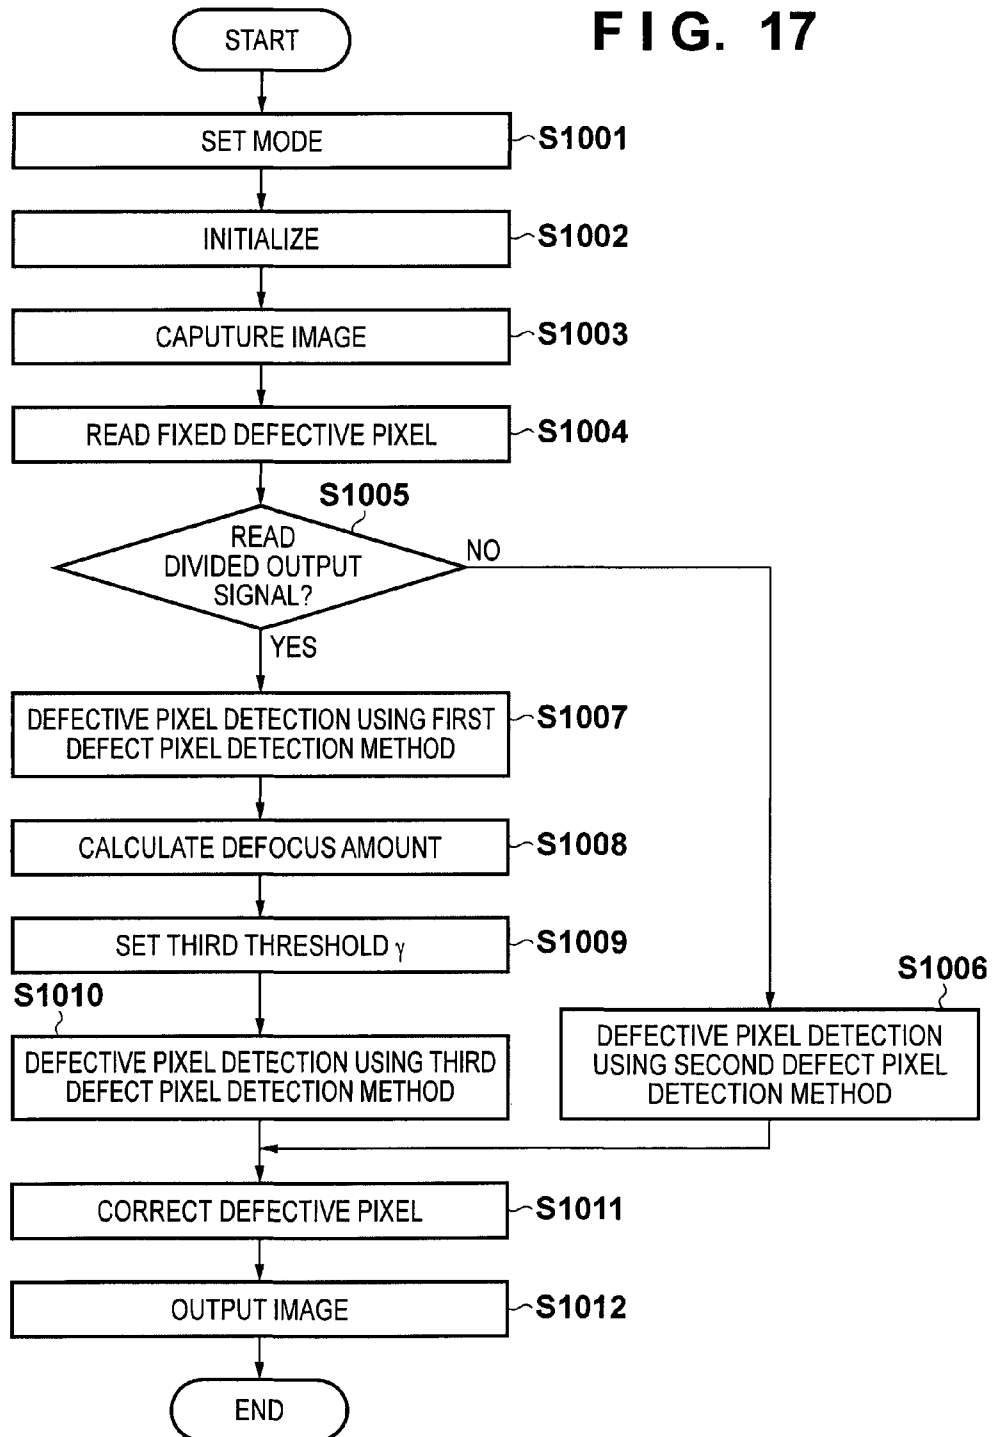 F I G. 17
START
SET MODE
S1001
INITIALIZE
S1002
CAPUTURE IMAGE
S1003
READ FIXED DEFECTIVE PIXEL
S1004
S1005
READ
DIVIDED OUTPUT
SIGNAL?
NO
YES
DEFECTIVE PIXEL DETECTION USING FIRST
DEFECT PIXEL DETECTION METHOD
S1007
CALCULATE DEFOCUS AMOUNT
S1008
SET THIRD THRESHOLD γ
S1009
S1010
DEFECTIVE PIXEL DETECTION USING THIRD
DEFECT PIXEL DETECTION METHOD
S1006
DEFECTIVE PIXEL DETECTION
USING SECOND DEFECT PIXEL
DETECTION METHOD
CORRECT DEFECTIVE PIXEL
S1011
OUTPUT IMAGE
S1012
END